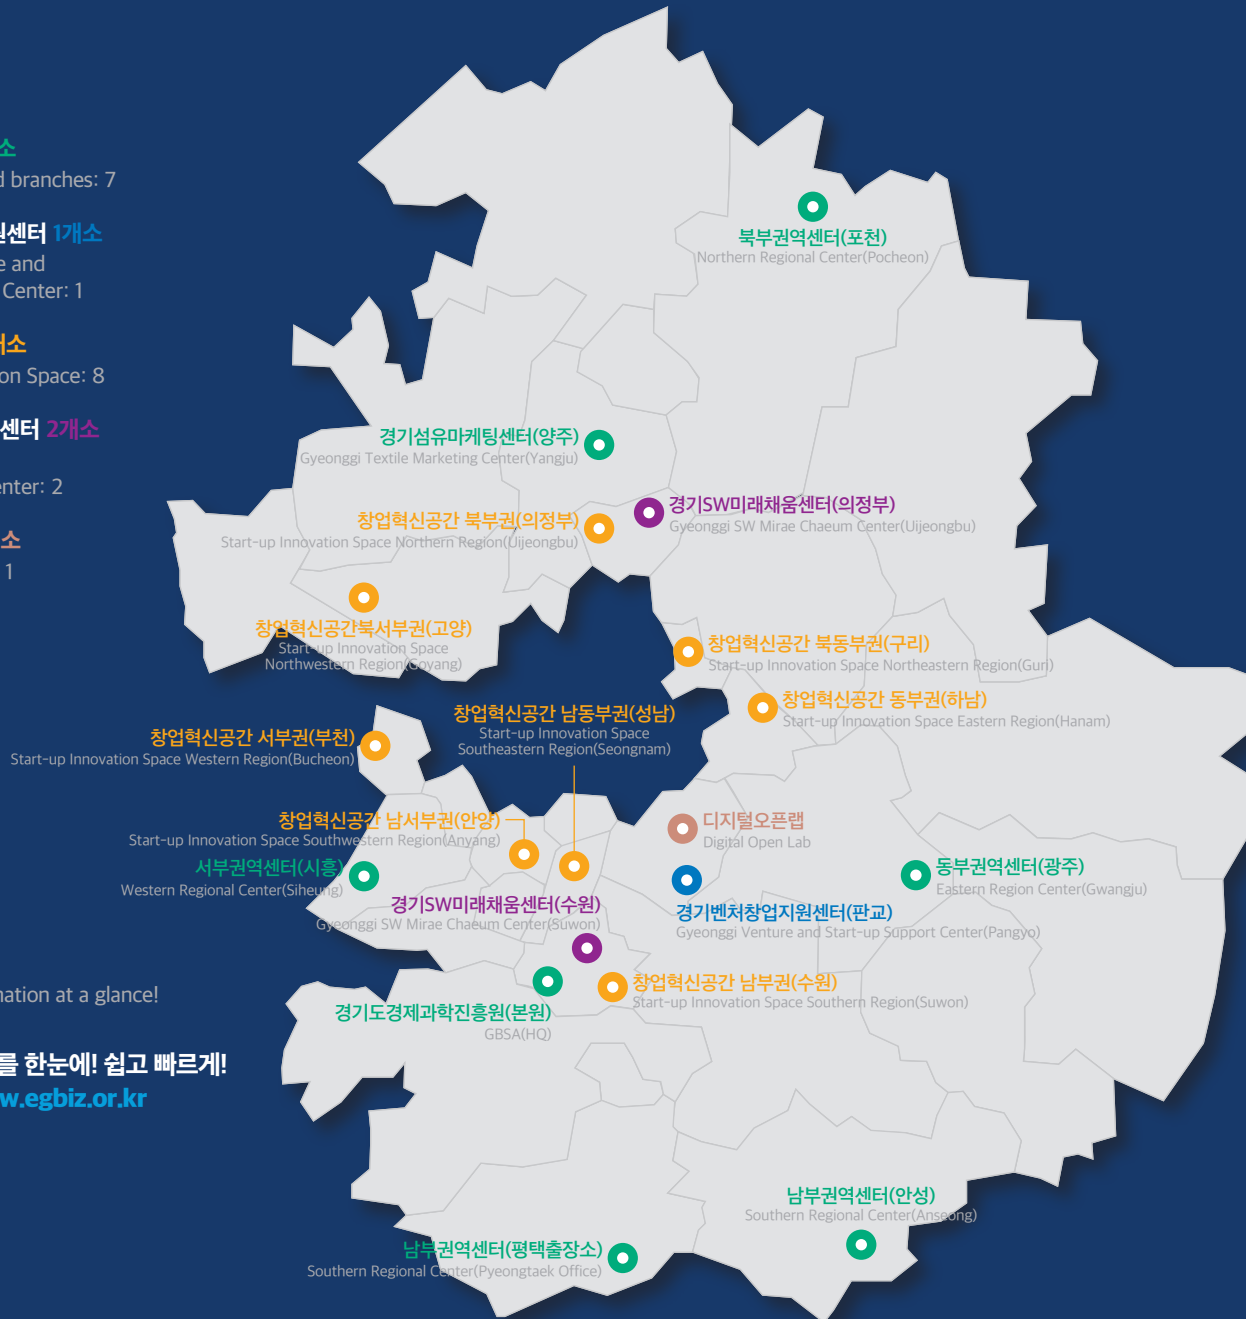 소
d branches: 7
센터 1개소
e and
Center: 1
소
on Space: 8
센터 2개소
enter: 2
소
1
북부권역센터(포천)
Northern Regional Center(Pocheon)
경기섬유마케팅센터(양주)
Gyeonggi Textile Marketing Center(Yangju)
경기SW미래채움센터(의정부)
Gyeonggi SW Mirae Chaeum Center(Uijeongbu)
창업혁신공간 북부권(의정부)
Start-up Innovation Space Northern Region(Uijeongbu)
창업혁신공간북서부권(고양)
Start-up Innovation Space
Northwestern Region(Goyang)
창업혁신공간 북동부권(구리)
Start-up Innovation Space Northeastern Region(Guri)
창업혁신공간 동부권(하남)
Start-up Innovation Space Eastern Region(Hanam)
창업혁신공간 남동부권(성남)
Start-up Innovation Space
Southeastern Region(Seongnam)
창업혁신공간 서부권(부천)
Start-up Innovation Space Western Region(Bucheon)
창업혁신공간 남서부권(안양)
Start-up Innovation Space Southwestern Region(Anyang)
디지털오픈랩
Digital Open Lab
서부권역센터(시흥)
Western Regional Center(Siheung)
동부권역센터(광주)
Eastern Region Center(Gwangju)
경기SW미래채움센터(수원)
Gyeonggi SW Mirae Chaeum Center(Suwon)
경기벤처창업지원센터(판교)
Gyeonggi Venture and Start-up Support Center(Pangyo)
창업혁신공간 남부권(수원)
Start-up Innovation Space Southern Region(Suwon)
경기도경제과학진흥원(본원)
GBSA(HQ)
nation at a glance!
를 한눈에! 쉽고 빠르게!
w.egbiz.or.kr
남부권역센터(안성)
Southern Regional Center(Anseong)
남부권역센터(평택출장소)
Southern Regional Center(Pyeongtaek Office)